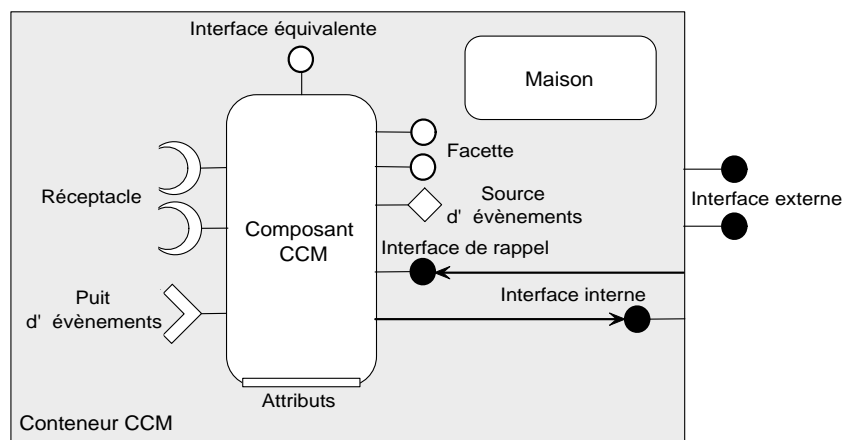 Interface équivalente
Maison
Facette
Réceptacle
Source
d' évènements
Interface externe
Composant
CCM
Interface de rappel
Puit
d' évènements
Interface interne
Attributs
Conteneur CCM